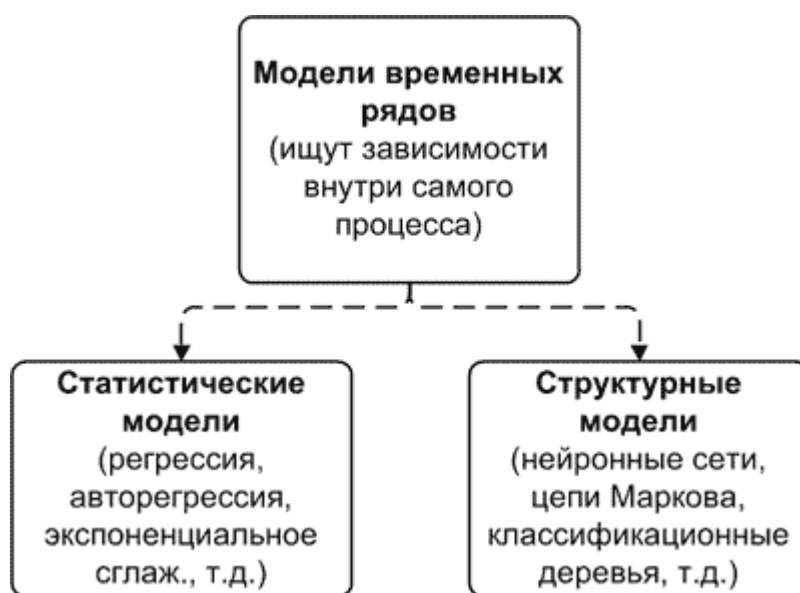 Модели временных
рядов
(ищут зависимости
внутри самого
процесса)
Статистические
модели
(регрессия,
авторегрессия,
экспоненциальное
сглаж., т.д.)
Структурные
модели
(нейронные сети,
цепи Маркова,
классификационные
деревья, т.д.)